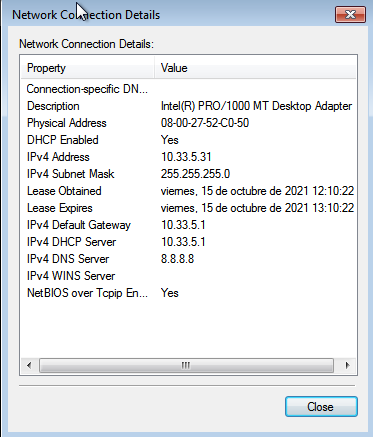 Network Connection Details
Network Connection Details:
Property Value
Connection-specific DN...
Description Intel(R) PRO/1000 MT Desktop Adapter
Physical Address 08-00-27-52-C0-50
DHCP Enabled Yes
IPv4 Address 10.33.5.31
IPv4 Subnet Mask 255.255.255.0
Lease Obtained viernes, 15 de octubre de 2021 12:10:22
Lease Expires viernes, 15 de octubre de 2021 13:10:22
IPv4 Default Gateway 10.33.5.1
IPv4 DHCP Server 10.33.5.1
IPv4 DNS Server 8.8.8.8
IPv4 WINS Server
NetBIOS over Tcpip En... Yes
Close